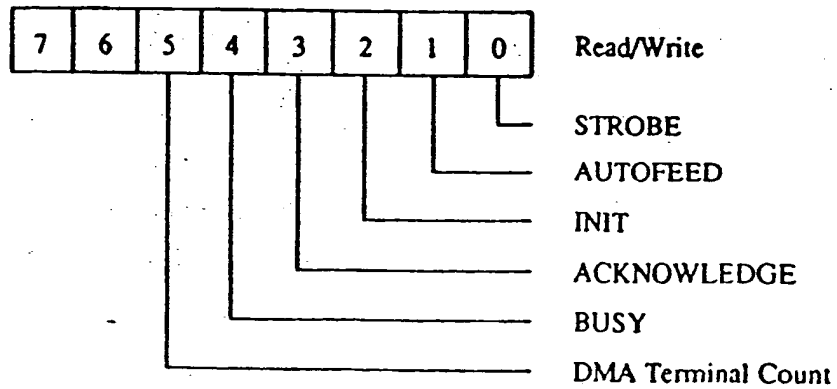 7 6 5 4 3 2 1 0 Read/Write
STROBE
AUTOFEED
INIT
ACKNOWLEDGE
BUSY
DMA Terminal Count